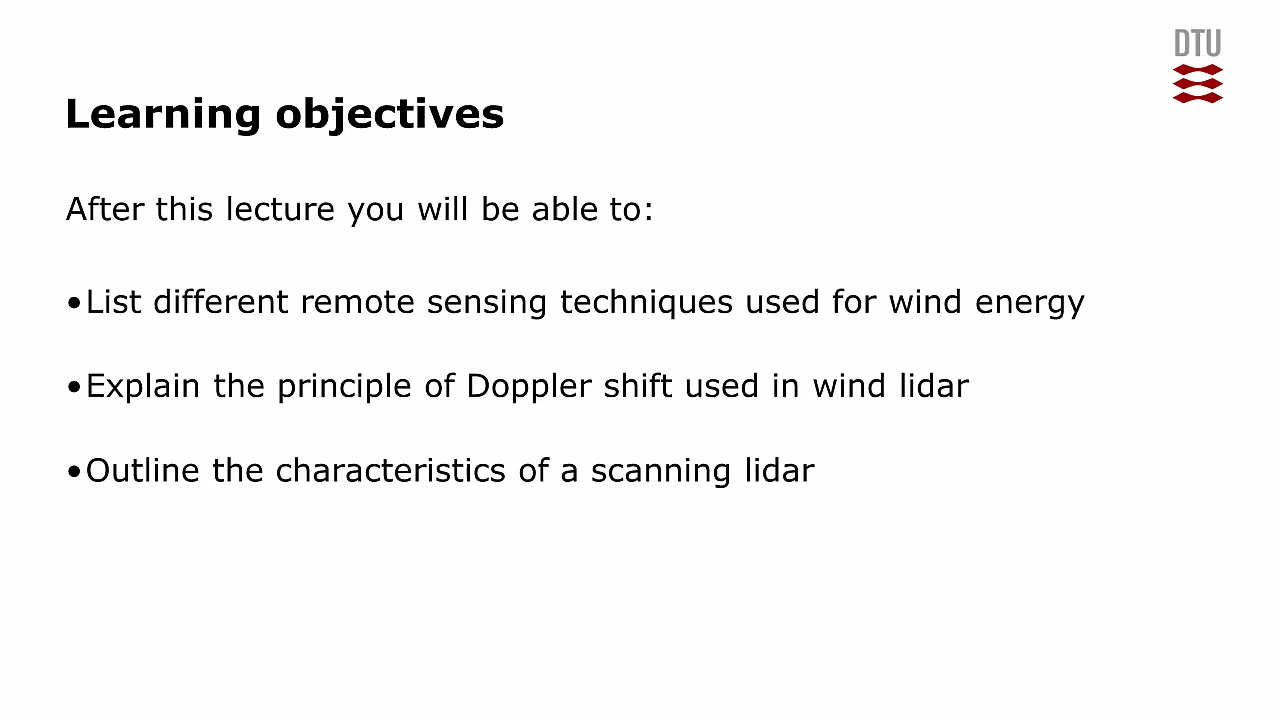 DTU
Learning objectives
After this lecture you will be able to:
•List different remote sensing techniques used for wind energy
•Explain the principle of Doppler shift used in wind lidar
•Outline the characteristics of a scanning lidar